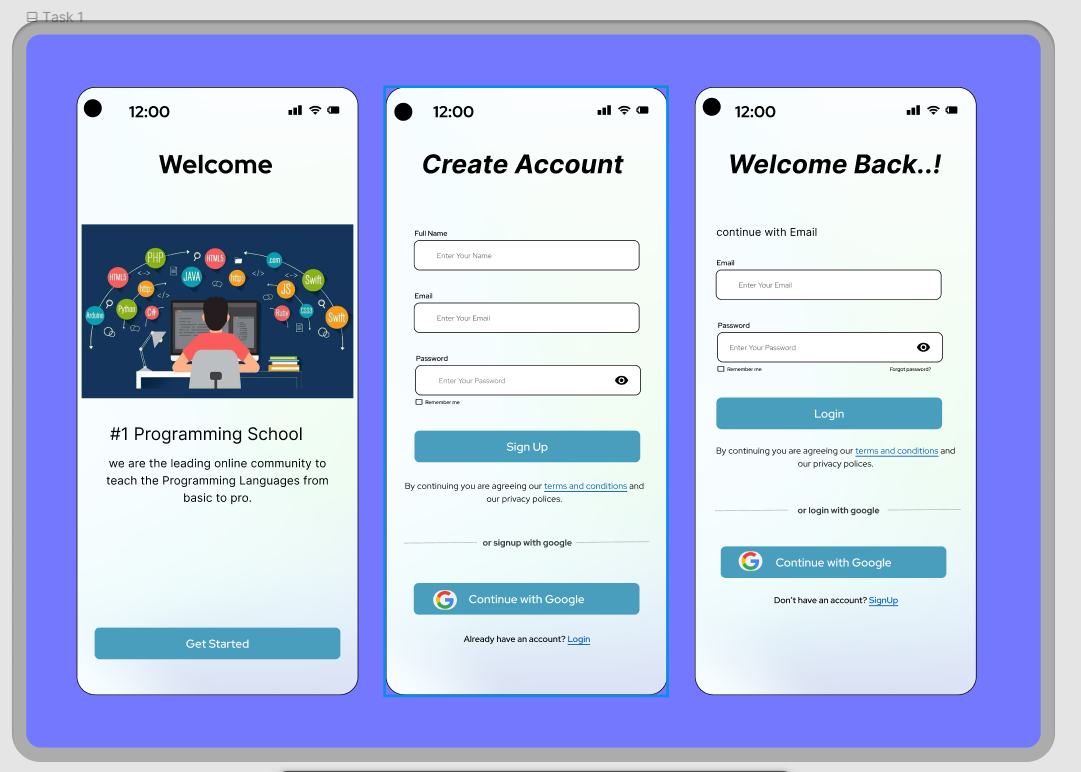 Task 1
12:00
Welcome
PHP
HTML5
.com
HTML5
JAVA
http:
Swift
http:
JS
Arduino
Python
C#
Ruby
CSS3
Swift
#1 Programming School
we are the leading online community to
teach the Programming Languages from
basic to pro.
Get Started
12:00
Create Account
Full Name
Enter Your Name
Email
Enter Your Email
Password
Enter Your Password
Remember me
Sign Up
By continuing you are agreeing our terms and conditions and
our privacy polices.
or signup with google
Continue with Google
Already have an account? Login
12:00
Welcome Back..!
continue with Email
Email
Enter Your Email
Password
Enter Your Password
Remember me
Forgot password?
Login
By continuing you are agreeing our terms and conditions and
our privacy polices.
or login with google
Continue with Google
Don't have an account? SignUp